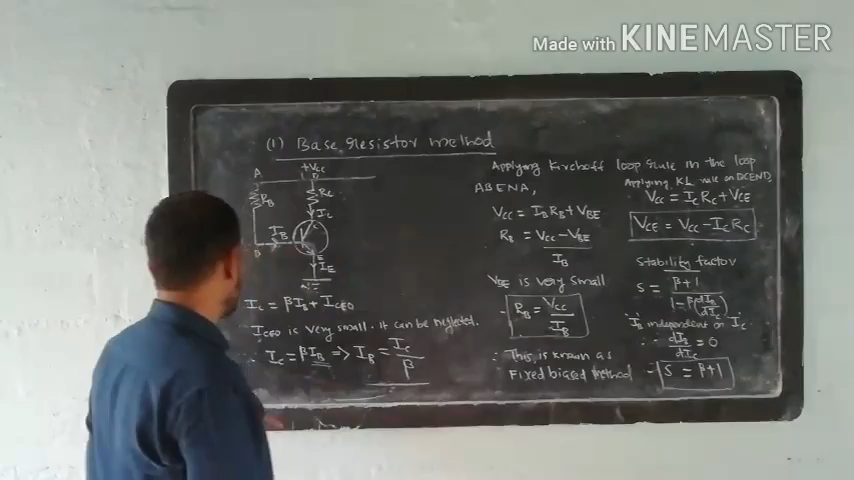 Made with KINEMASTER
(1) Base resistor method
+Vcc
A
D
RB
Rc
Ic
IB
B
C
E
IE
N
Ic = βIB + ICEO
ICEO is very small. It can be neglected.
∴ Ic = βIB ⇒ IB = Ic/β
Applying Kirchoff loop rule in the loop
ABENA,
Vcc = IBRB + VBE
RB = Vcc - VBE / IB
VBE is very small
∴ RB = Vcc / IB
∴ This is known as
Fixed biased method
Applying KL rule on DCEND,
Vcc = IcRc + VCE
VCE = Vcc - IcRc
Stability factor
S = β+1 / 1-β(dIB/dIc)
∵ IB independent on Ic
∴ dIB/dIc = 0
∴ S = β+1